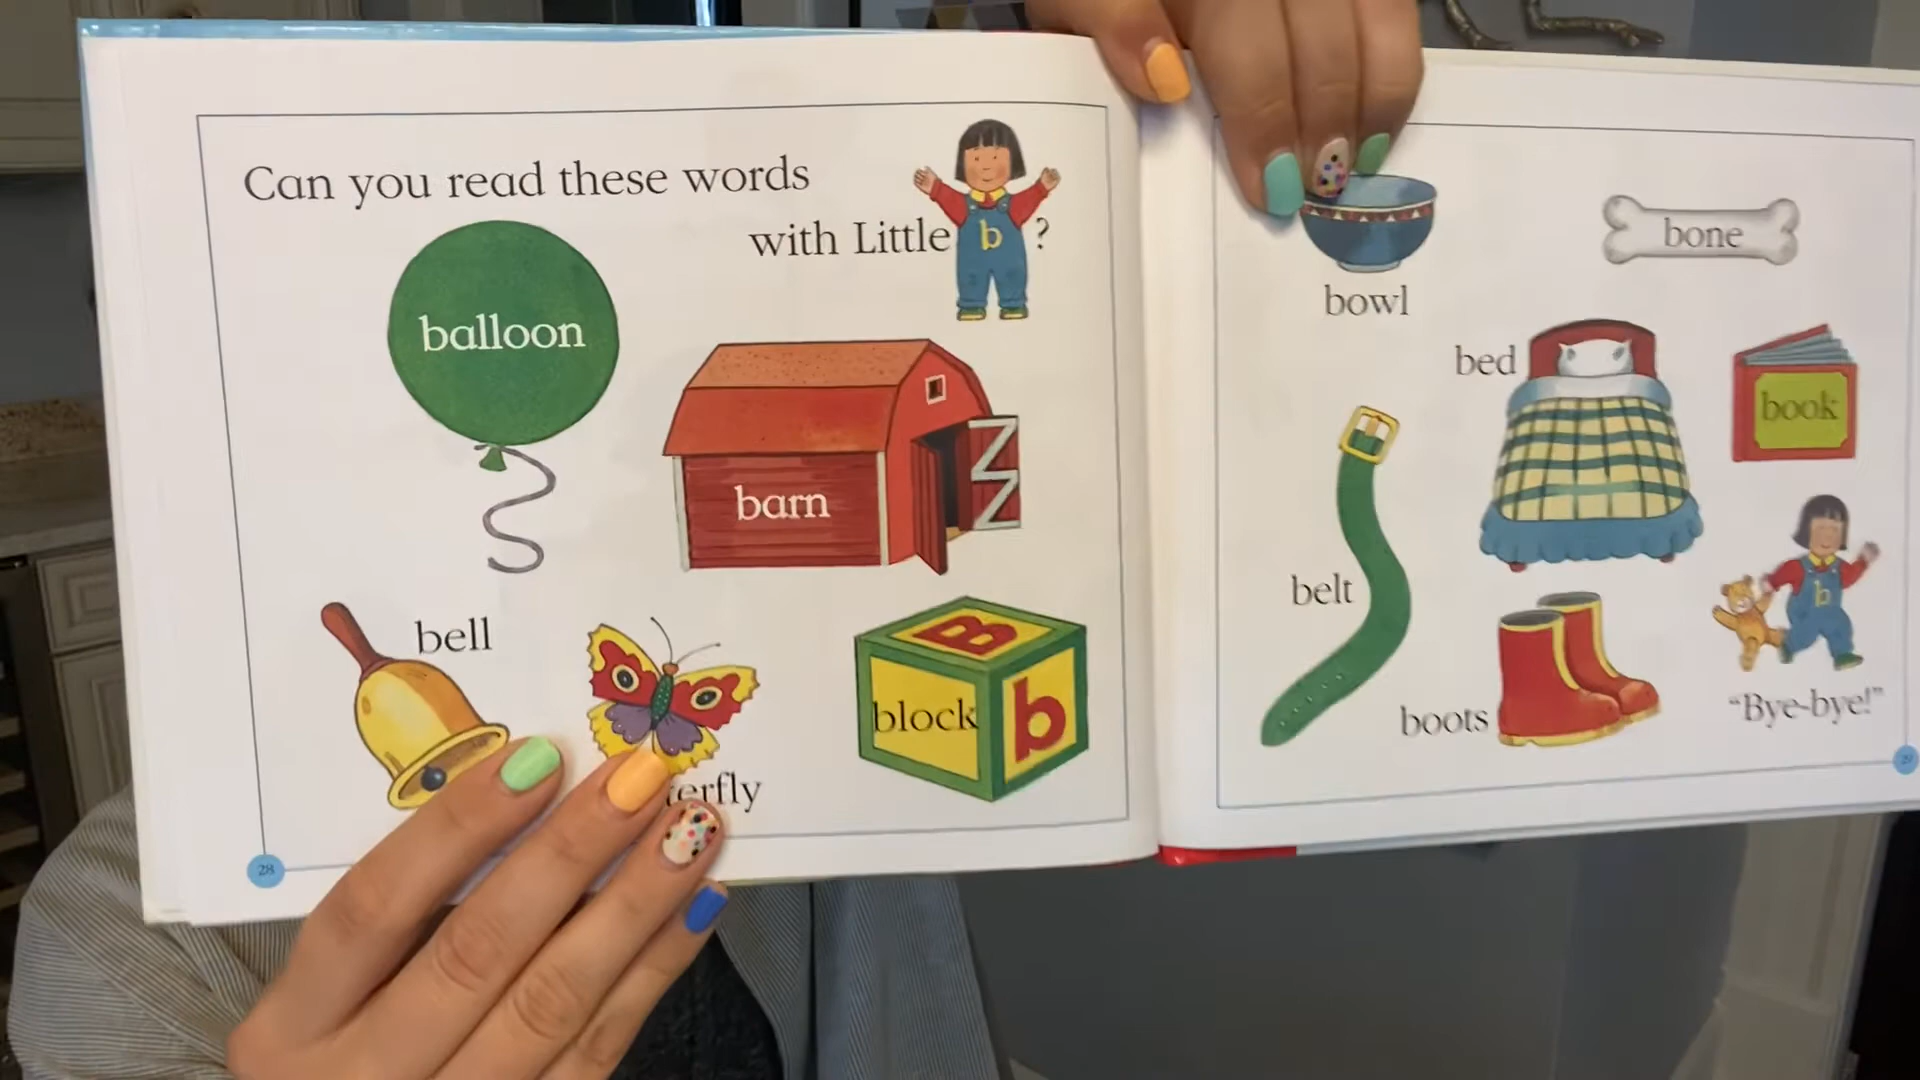 Can you read these words
with Little b ?
balloon
barn
bell
erfly
block
B
b
28
bowl
bone
bed
book
belt
boots
b
"Bye-bye!"
29